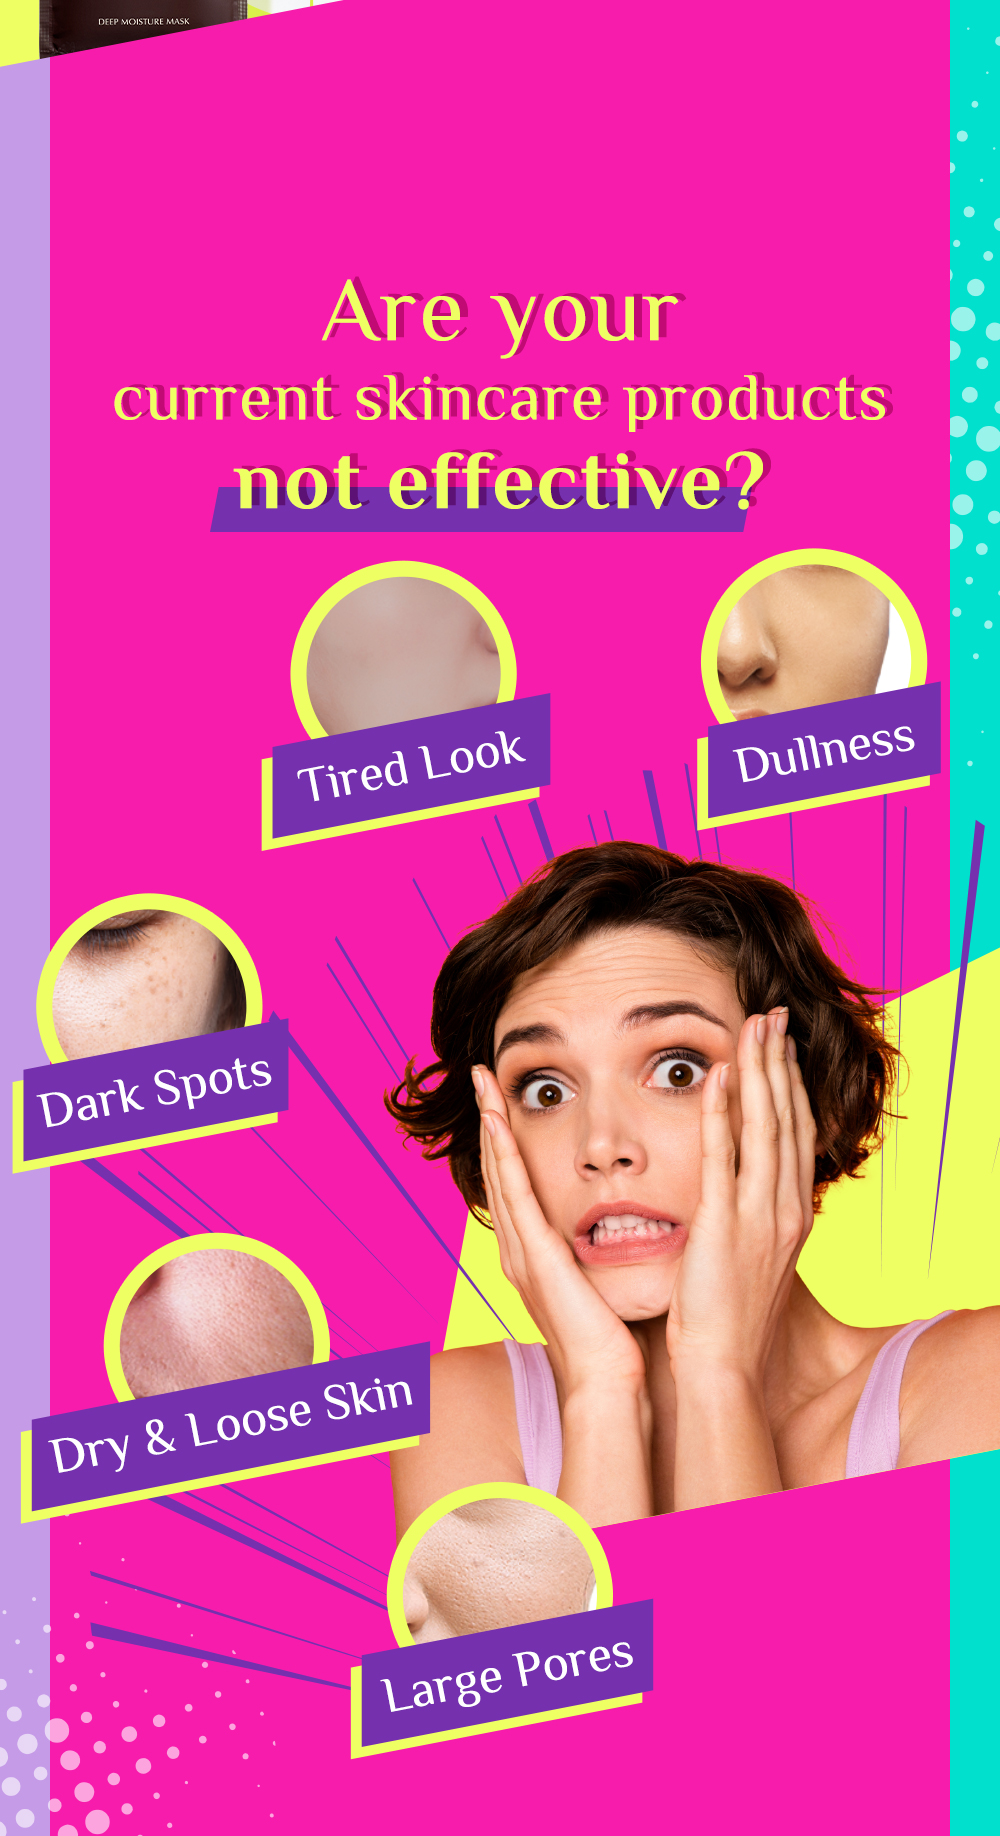 DEEP MOISTURE MASK
Are your
current skincare products
not effective?
Tired Look
Dullness
Dark Spots
Dry & Loose Skin
Large Pores